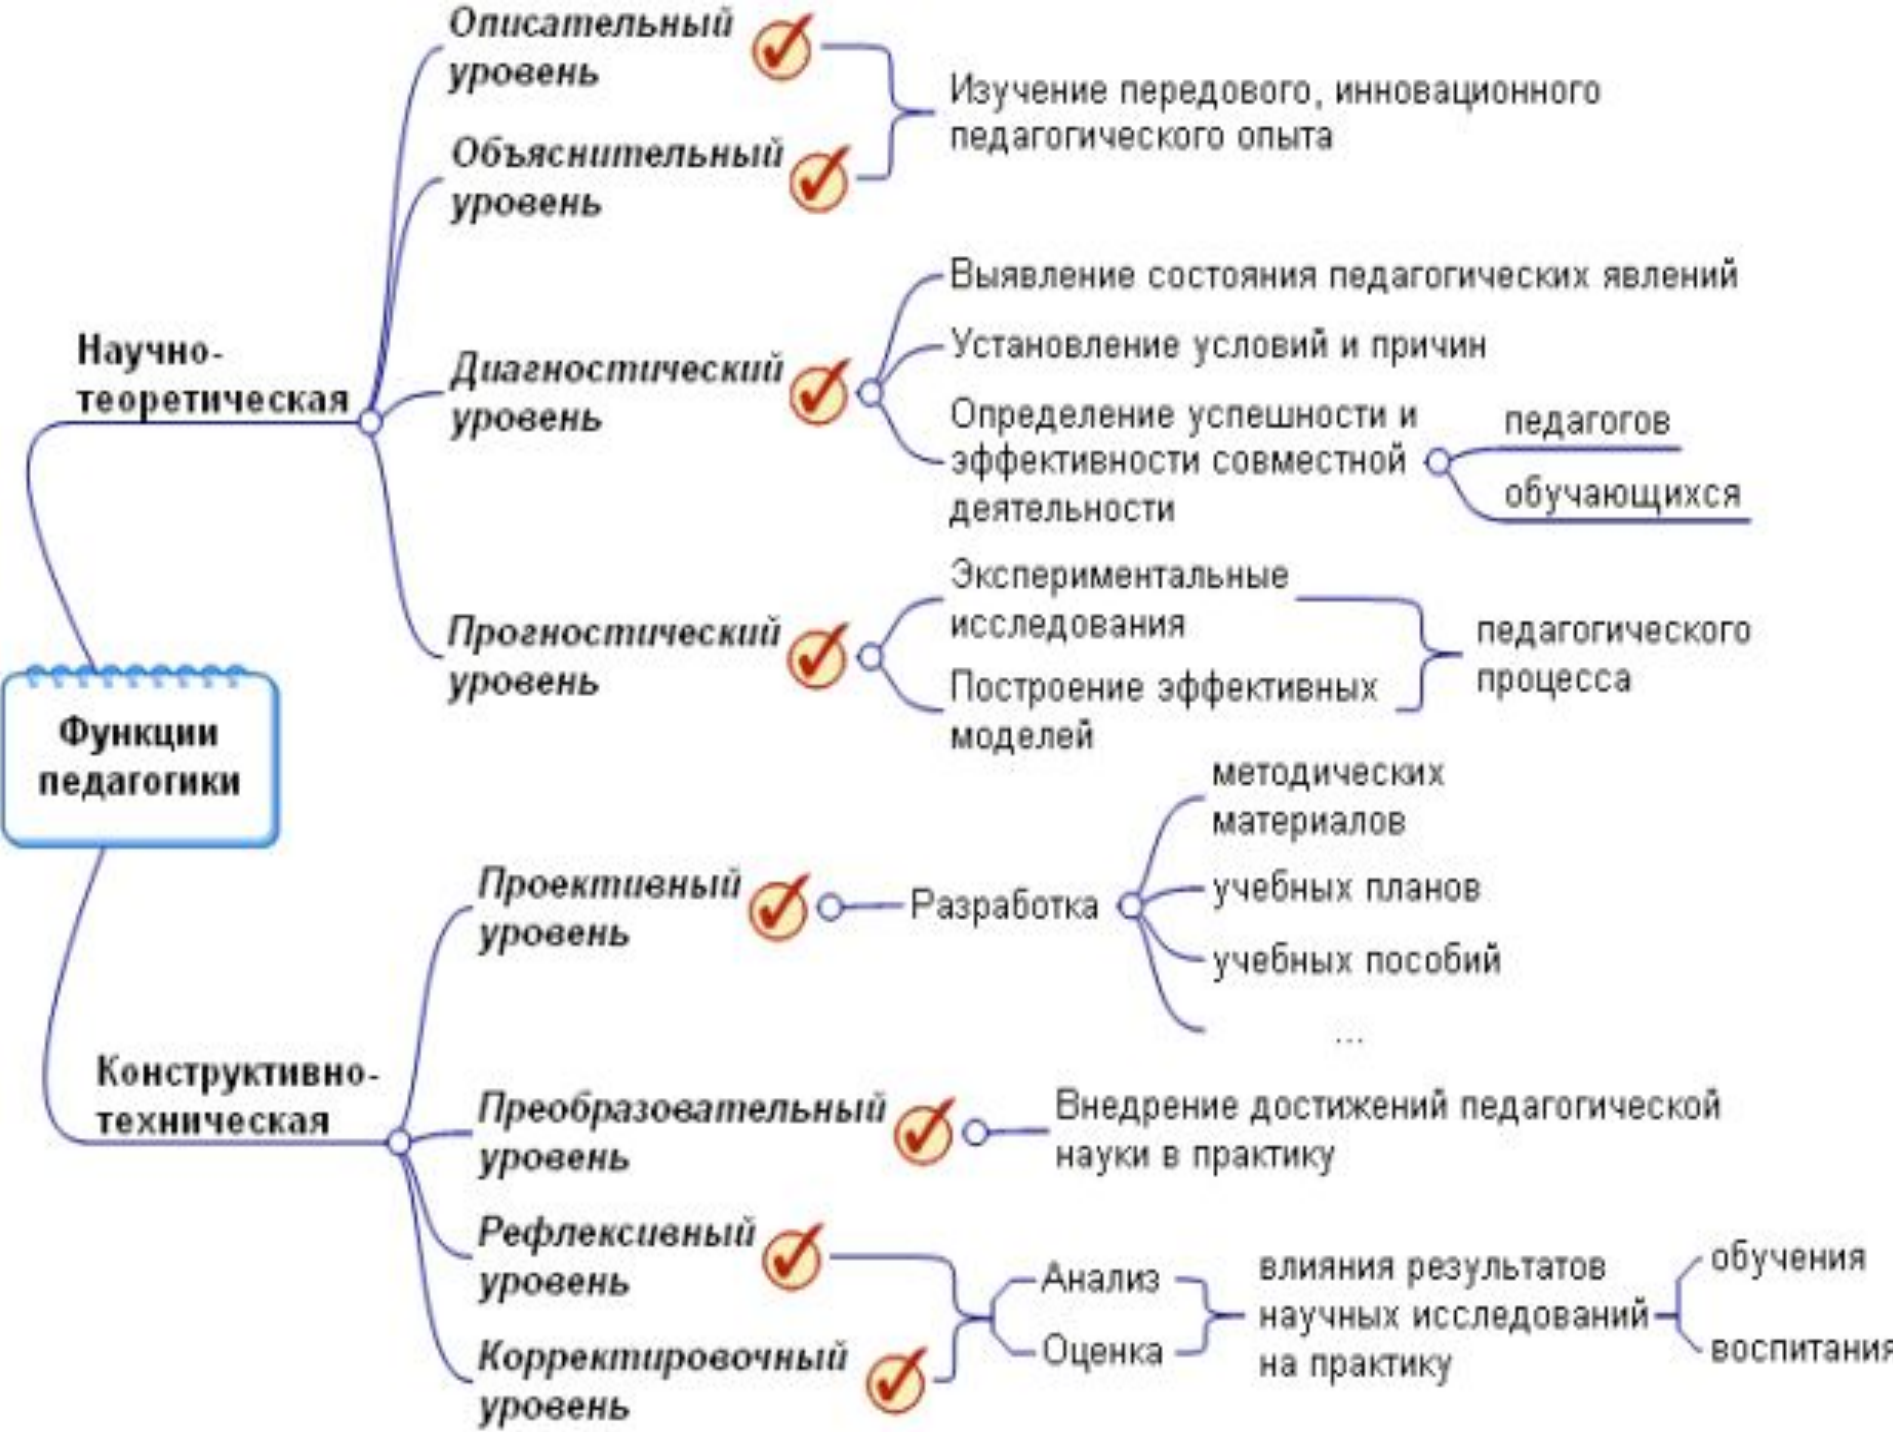 Функции
педагогики
Научно-
теоретическая
Описательный
уровень
Объяснительный
уровень
Изучение передового, инновационного
педагогического опыта
Диагностический
уровень
Выявление состояния педагогических явлений
Установление условий и причин
Определение успешности и
эффективности совместной
деятельности
педагогов
обучающихся
Прогностический
уровень
Экспериментальные
исследования
Построение эффективных
моделей
педагогического
процесса
Конструктивно-
техническая
Проективный
уровень
Разработка
методических
материалов
учебных планов
учебных пособий
...
Преобразовательный
уровень
Внедрение достижений педагогической
науки в практику
Рефлексивный
уровень
Корректировочный
уровень
Анализ
Оценка
влияния результатов
научных исследований
на практику
обучения
воспитания